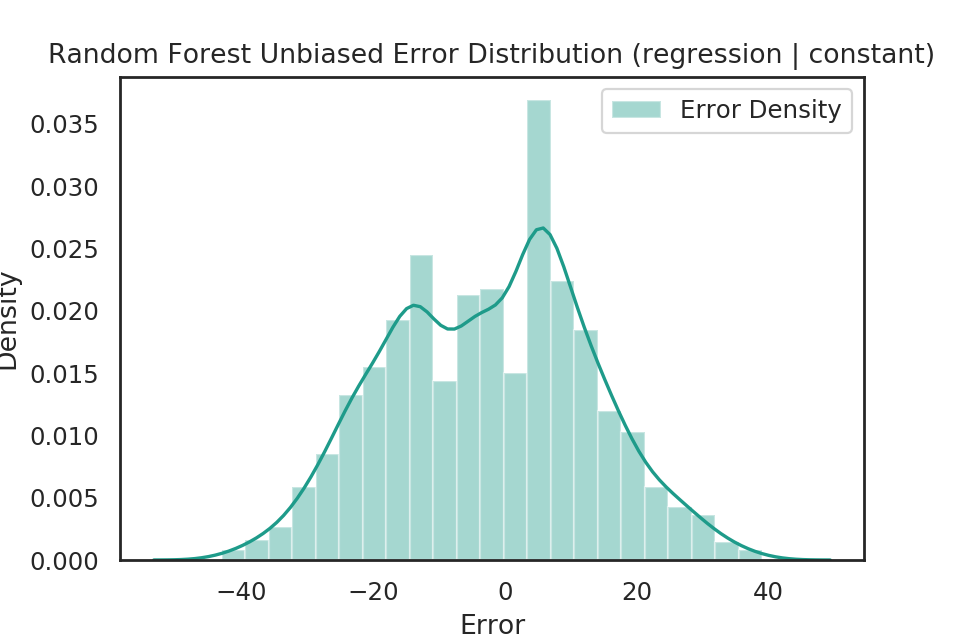 Random Forest Unbiased Error Distribution (regression | constant)
Error Density
0.035
0.030
0.025
0.020
0.015
0.010
0.005
0.000
Density
−40 −20 0 20 40
Error